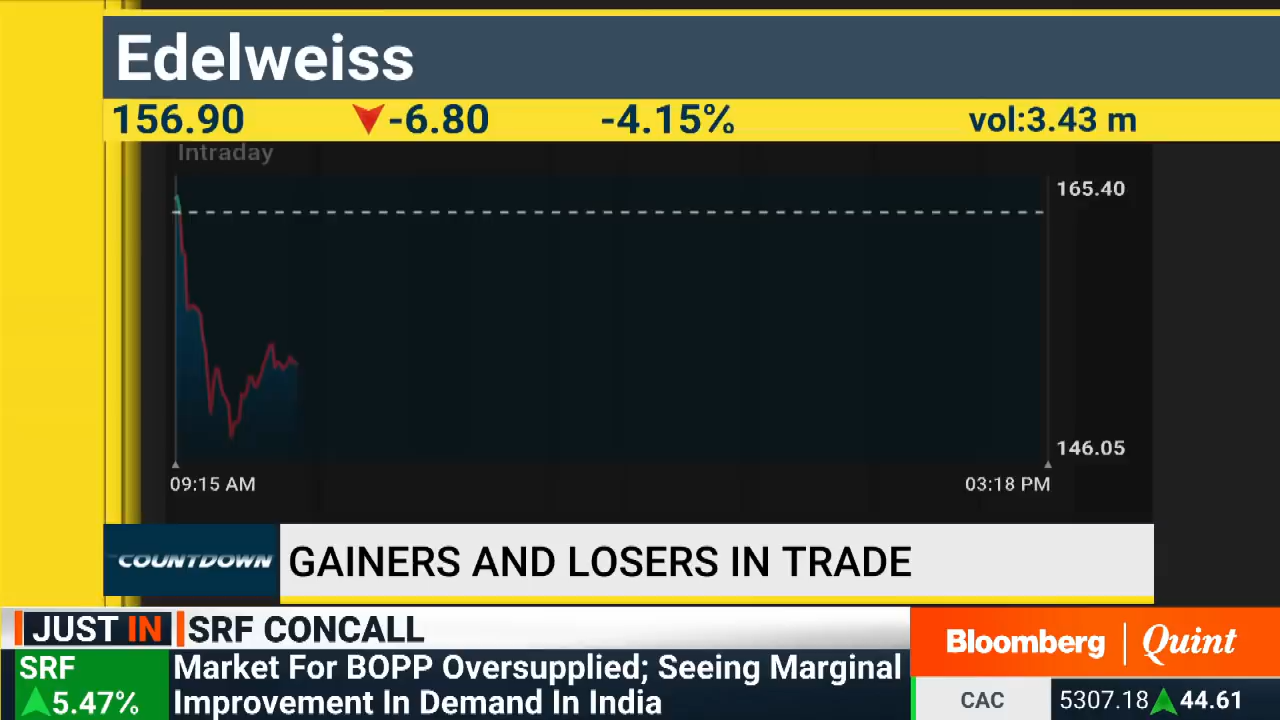 Edelweiss
156.90 -6.80 -4.15% vol:3.43 m
Intraday
165.40
146.05
09:15 AM 03:18 PM
COUNTDOWN GAINERS AND LOSERS IN TRADE
JUST IN SRF CONCALL
SRF
5.47%
Market For BOPP Oversupplied; Seeing Marginal
Improvement In Demand In India
Bloomberg | Quint
CAC 5307.18 44.61